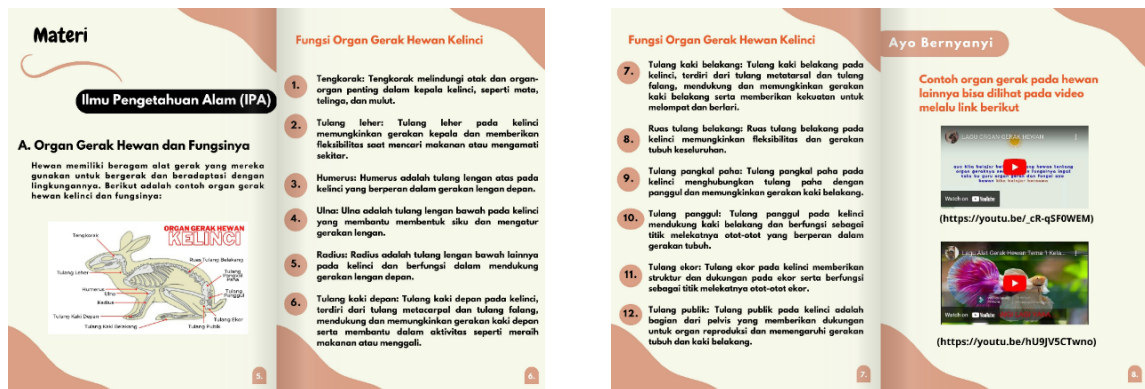 Materi
Ilmu Pengetahuan Alam (IPA)
A. Organ Gerak Hewan dan Fungsinya
Hewan memiliki beragam alat gerak yang mereka
gunakan untuk bergerak dan beradaptasi dengan
lingkungannya. Berikut adalah contoh organ gerak
hewan kelinci dan fungsinya:
ORGAN GERAK HEWAN
KELINCI
Tengkorak
Ruas Tulang Belakang
Tulang Leher
Tulang
Pangkal
Paha
Humerus
Ulna
Tulang
Panggul
Radius
Tulang Kaki Depan
Tulang Ekor
Tulang Kaki Belakang
Tulang Publik
5.
Fungsi Organ Gerak Hewan Kelinci
1.
Tengkorak: Tengkorak melindungi otak dan organ-
organ penting dalam kepala kelinci, seperti mata,
telinga, dan mulut.
2.
Tulang leher: Tulang leher pada kelinci
memungkinkan gerakan kepala dan memberikan
fleksibilitas saat mencari makanan atau mengamati
sekitar.
3.
Humerus: Humerus adalah tulang lengan atas pada
kelinci yang berperan dalam gerakan lengan depan.
4.
Ulna: Ulna adalah tulang lengan bawah pada kelinci
yang membantu membentuk siku dan mengatur
gerakan lengan.
5.
Radius: Radius adalah tulang lengan bawah lainnya
pada kelinci dan berfungsi dalam mendukung
gerakan lengan depan.
6.
Tulang kaki depan: Tulang kaki depan pada kelinci,
terdiri dari tulang metacarpal dan tulang falang,
mendukung dan memungkinkan gerakan kaki depan
serta membantu dalam aktivitas seperti meraih
makanan atau menggali.
6.
Fungsi Organ Gerak Hewan Kelinci
7.
Tulang kaki belakang: Tulang kaki belakang pada
kelinci, terdiri dari tulang metatarsal dan tulang
falang, mendukung dan memungkinkan gerakan
kaki belakang serta memberikan kekuatan untuk
melompat dan berlari.
8.
Ruas tulang belakang: Ruas tulang belakang pada
kelinci memungkinkan fleksibilitas dan gerakan
tubuh keseluruhan.
9.
Tulang pangkal paha: Tulang pangkal paha pada
kelinci menghubungkan tulang paha dengan
panggul dan memungkinkan gerakan kaki belakang.
10.
Tulang panggul: Tulang panggul pada kelinci
mendukung kaki belakang dan berfungsi sebagai
titik melekatnya otot-otot yang berperan dalam
gerakan tubuh.
11.
Tulang ekor: Tulang ekor pada kelinci memberikan
struktur dan dukungan pada ekor serta berfungsi
sebagai titik melekatnya otot-otot ekor.
12.
Tulang publik: Tulang publik pada kelinci adalah
bagian dari pelvis yang memberikan dukungan
untuk organ reproduksi dan memengaruhi gerakan
tubuh dan kaki belakang.
7.
Ayo Bernyanyi
Contoh organ gerak pada hewan
lainnya bisa dilihat pada video
melalu link berikut
LAGU ORGAN GERAK HEWAN
Watch on YouTube
(https://youtu.be/_cR-qSF0WEM)
Lagu Alat Gerak Hewan Tema 1 Kela...
Watch on YouTube
(https://youtu.be/hU9JV5CTwno)
8.